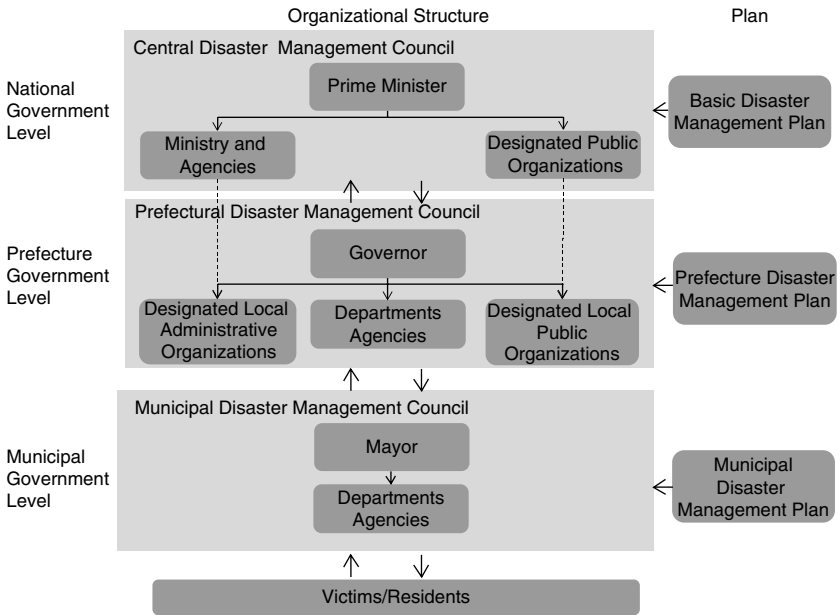 Organizational Structure
Plan
National
Government
Level
Central Disaster Management Council
Prime Minister
Ministry and
Agencies
Designated Public
Organizations
Basic Disaster
Management Plan
Prefecture
Government
Level
Prefectural Disaster Management Council
Governor
Designated Local
Administrative
Organizations
Departments
Agencies
Designated Local
Public
Organizations
Prefecture Disaster
Management Plan
Municipal
Government
Level
Municipal Disaster Management Council
Mayor
Departments
Agencies
Municipal
Disaster
Management Plan
Victims/Residents